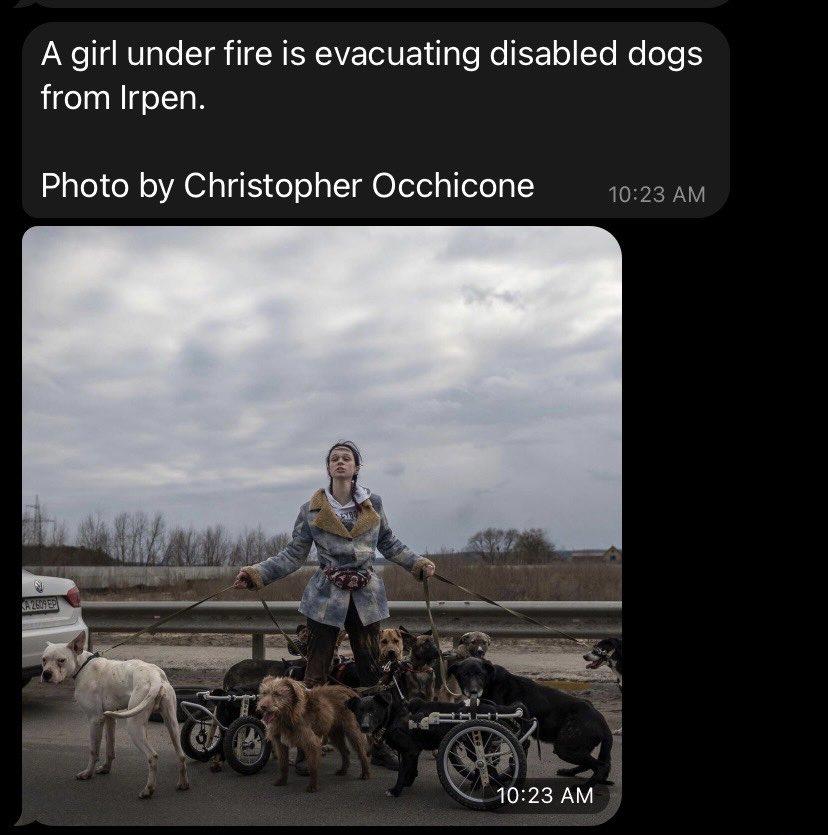 A girl under fire is evacuating disabled dogs
from Irpen.
Photo by Christopher Occhicone
10:23 AM
10:23 AM